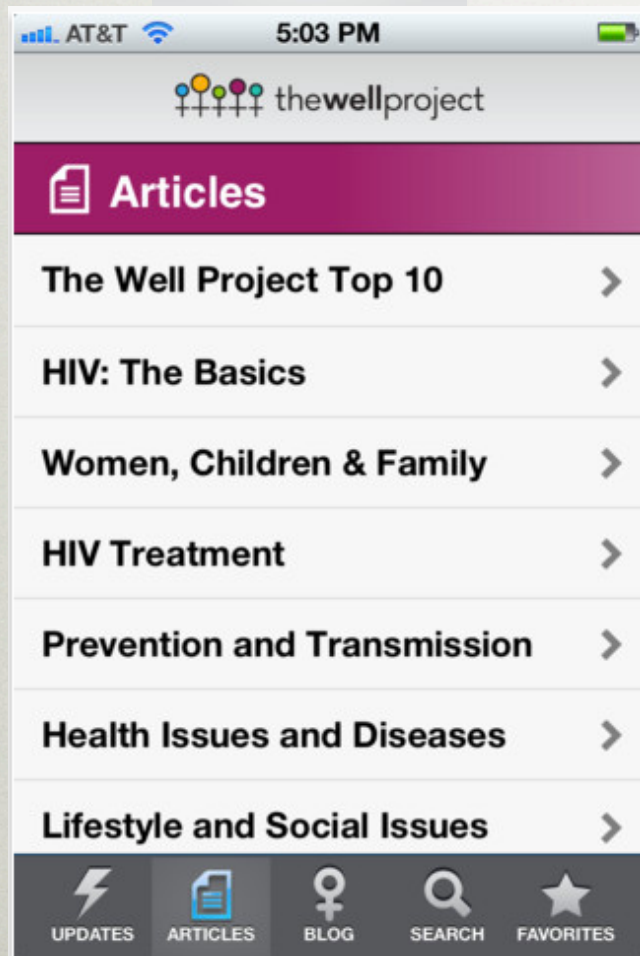 AT&T 5:03 PM
thewellproject
Articles
The Well Project Top 10
HIV: The Basics
Women, Children & Family
HIV Treatment
Prevention and Transmission
Health Issues and Diseases
Lifestyle and Social Issues
UPDATES ARTICLES BLOG SEARCH FAVORITES